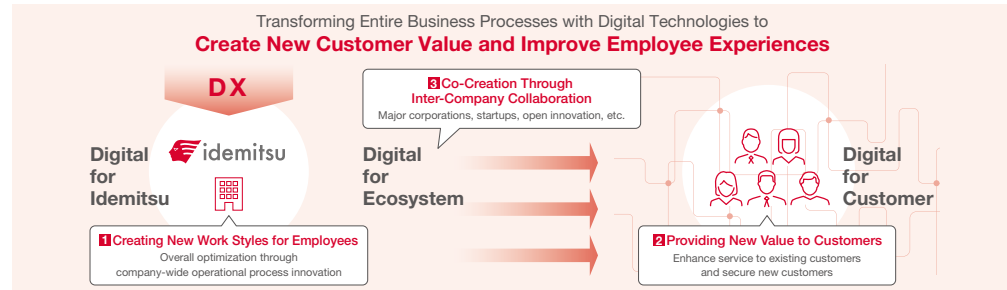 Transforming Entire Business Processes with Digital Technologies to
Create New Customer Value and Improve Employee Experiences
DX
idemitsu
Digital
for
Idemitsu
1 Creating New Work Styles for Employees
Overall optimization through
company-wide operational process innovation
3 Co-Creation Through
Inter-Company Collaboration
Major corporations, startups, open innovation, etc.
Digital
for
Ecosystem
Digital
for
Customer
2 Providing New Value to Customers
Enhance service to existing customers
and secure new customers